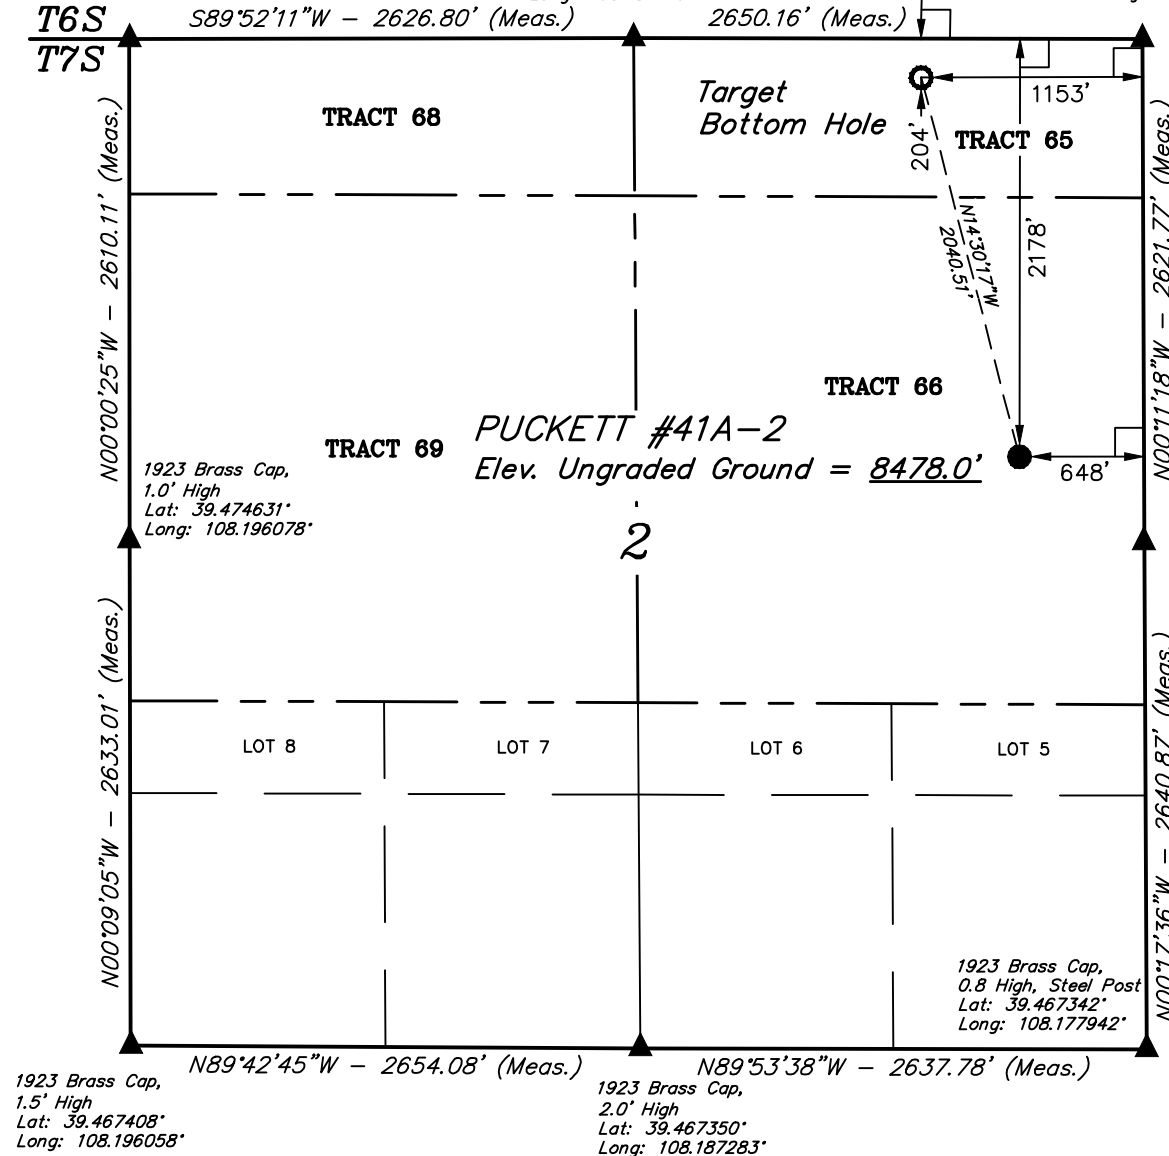 T6S
S89°52'11"W - 2626.80' (Meas.)
2650.16' (Meas.)
T7S
Target
Bottom Hole
1153'
204'
TRACT 68
TRACT 65
N00°00'25"W - 2610.11' (Meas.)
N14°30'17"W
2040.51'
2178'
N00°11'18"W - 2621.77' (Meas.)
TRACT 66
PUCKETT #41A-2
Elev. Ungraded Ground = 8478.0'
648'
TRACT 69
1923 Brass Cap,
1.0' High
Lat: 39.474631°
Long: 108.196078°
2
N00°09'05"W - 2633.01' (Meas.)
N00°17'36"W - 2640.87' (Meas.)
LOT 8
LOT 7
LOT 6
LOT 5
1923 Brass Cap,
0.8 High, Steel Post
Lat: 39.467342°
Long: 108.177942°
N89°42'45"W - 2654.08' (Meas.)
N89°53'38"W - 2637.78' (Meas.)
1923 Brass Cap,
1.5' High
Lat: 39.467408°
Long: 108.196058°
1923 Brass Cap,
2.0' High
Lat: 39.467350°
Long: 108.187283°